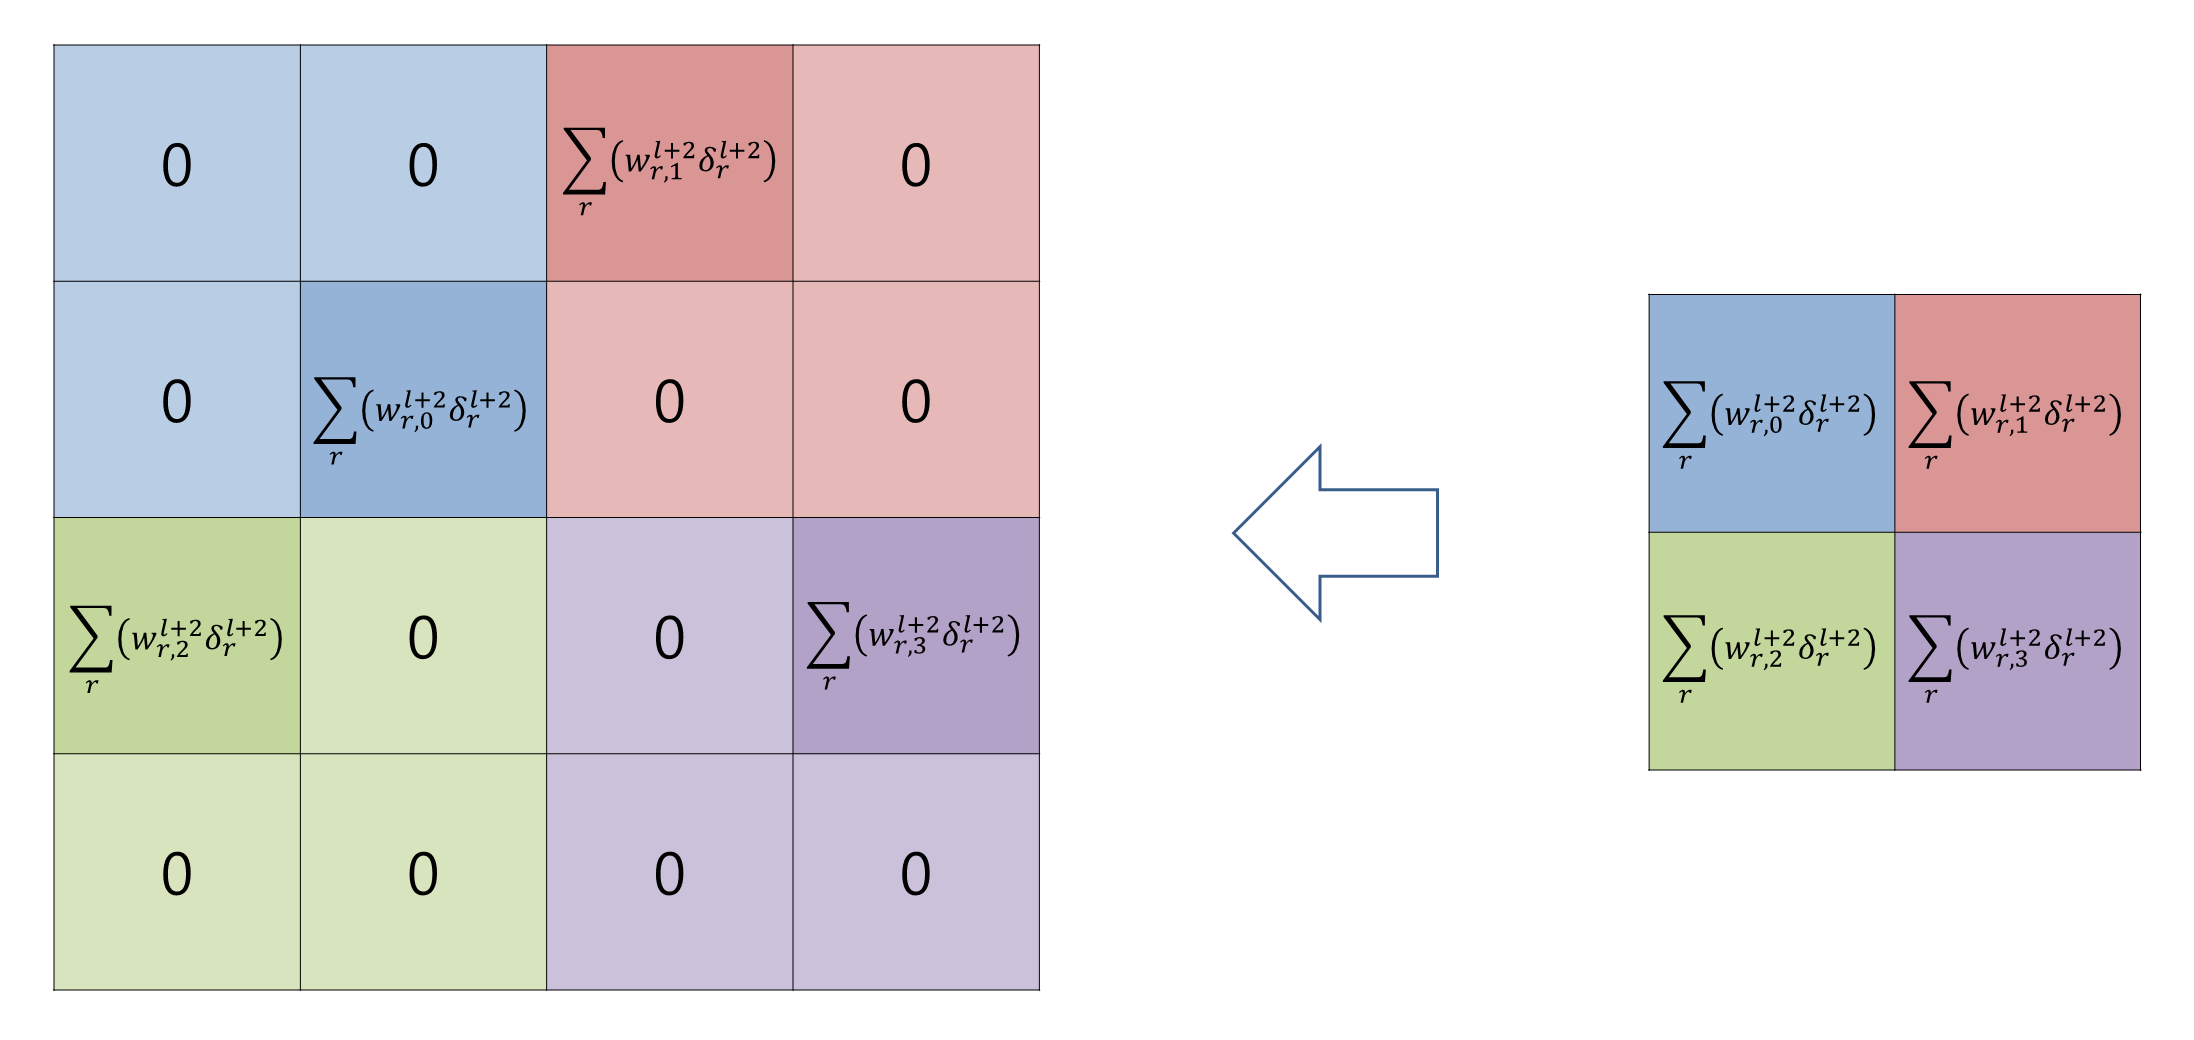 0 0 $\sum_r (w_{r,1}^{l+2} \delta_r^{l+2})$ 0
0 $\sum_r (w_{r,0}^{l+2} \delta_r^{l+2})$ 0 0
$\sum_r (w_{r,2}^{l+2} \delta_r^{l+2})$ 0 0 $\sum_r (w_{r,3}^{l+2} \delta_r^{l+2})$
0 0 0 0
$\sum_r (w_{r,0}^{l+2} \delta_r^{l+2})$ $\sum_r (w_{r,1}^{l+2} \delta_r^{l+2})$
$\sum_r (w_{r,2}^{l+2} \delta_r^{l+2})$ $\sum_r (w_{r,3}^{l+2} \delta_r^{l+2})$